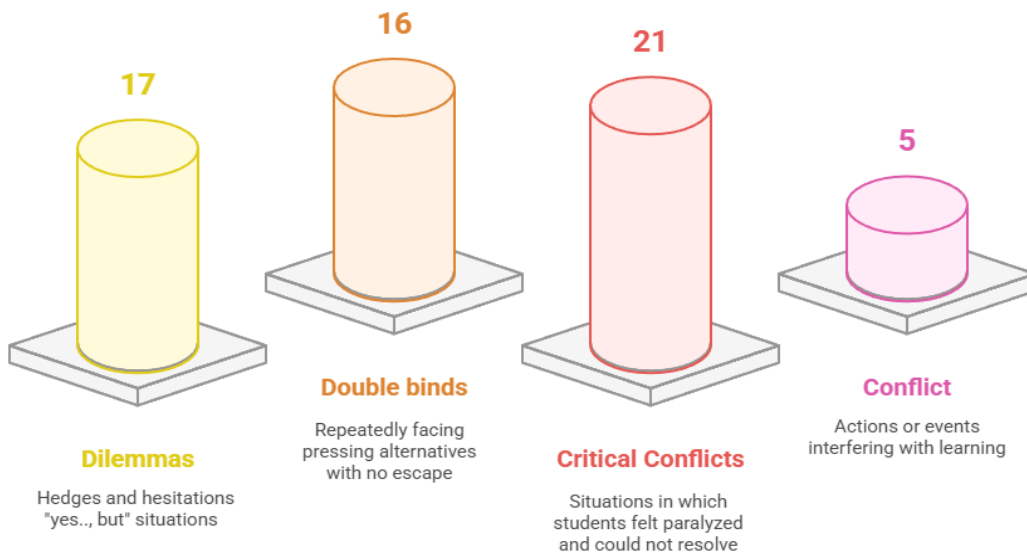 17
Dilemmas
Hedges and hesitations
"yes.., but" situations
16
Double binds
Repeatedly facing
pressing alternatives
with no escape
21
Critical Conflicts
Situations in which
students felt paralyzed
and could not resolve
5
Conflict
Actions or events
interfering with learning